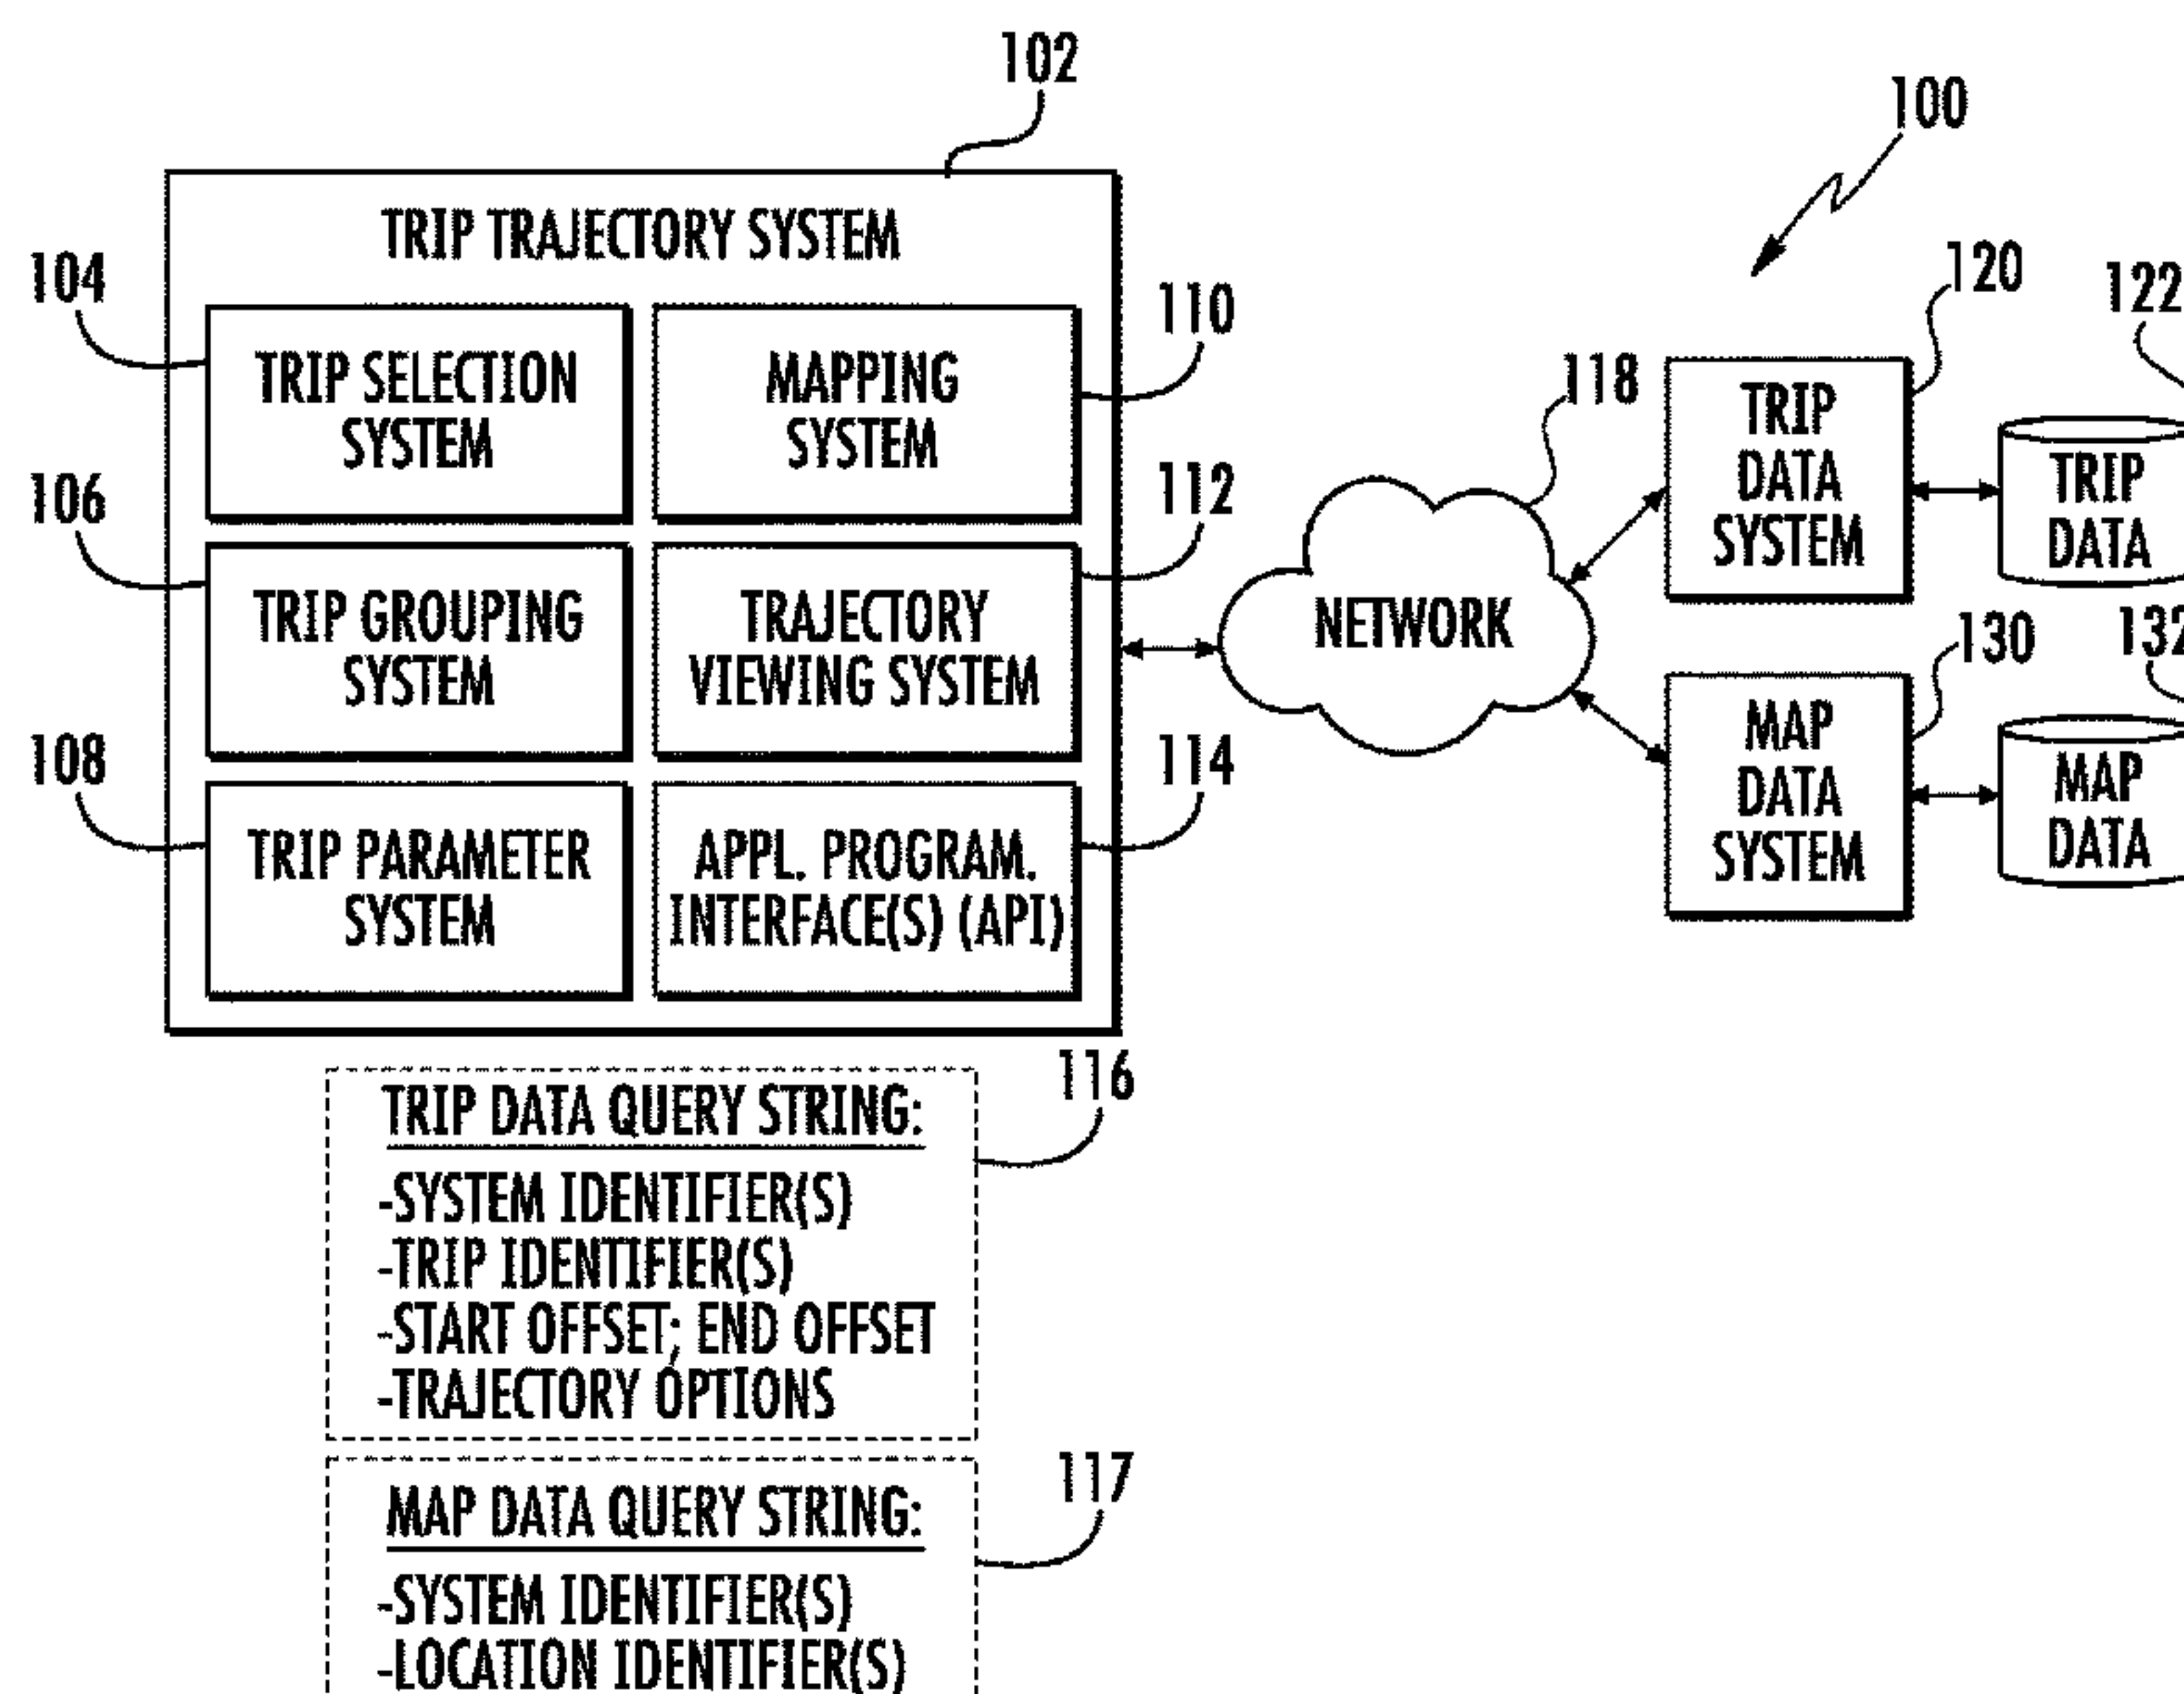 102
100
TRIP TRAJECTORY SYSTEM
104
TRIP SELECTION
SYSTEM
110
MAPPING
SYSTEM
106
TRIP GROUPING
SYSTEM
112
TRAJECTORY
VIEWING SYSTEM
108
TRIP PARAMETER
SYSTEM
114
APPL. PROGRAM.
INTERFACE(S) (API)
118
NETWORK
120
TRIP
DATA
SYSTEM
122
TRIP
DATA
130
MAP
DATA
SYSTEM
132
MAP
DATA
116
TRIP DATA QUERY STRING:
-SYSTEM IDENTIFIER(S)
-TRIP IDENTIFIER(S)
-START OFFSET; END OFFSET
-TRAJECTORY OPTIONS
117
MAP DATA QUERY STRING:
-SYSTEM IDENTIFIER(S)
-LOCATION IDENTIFIER(S)